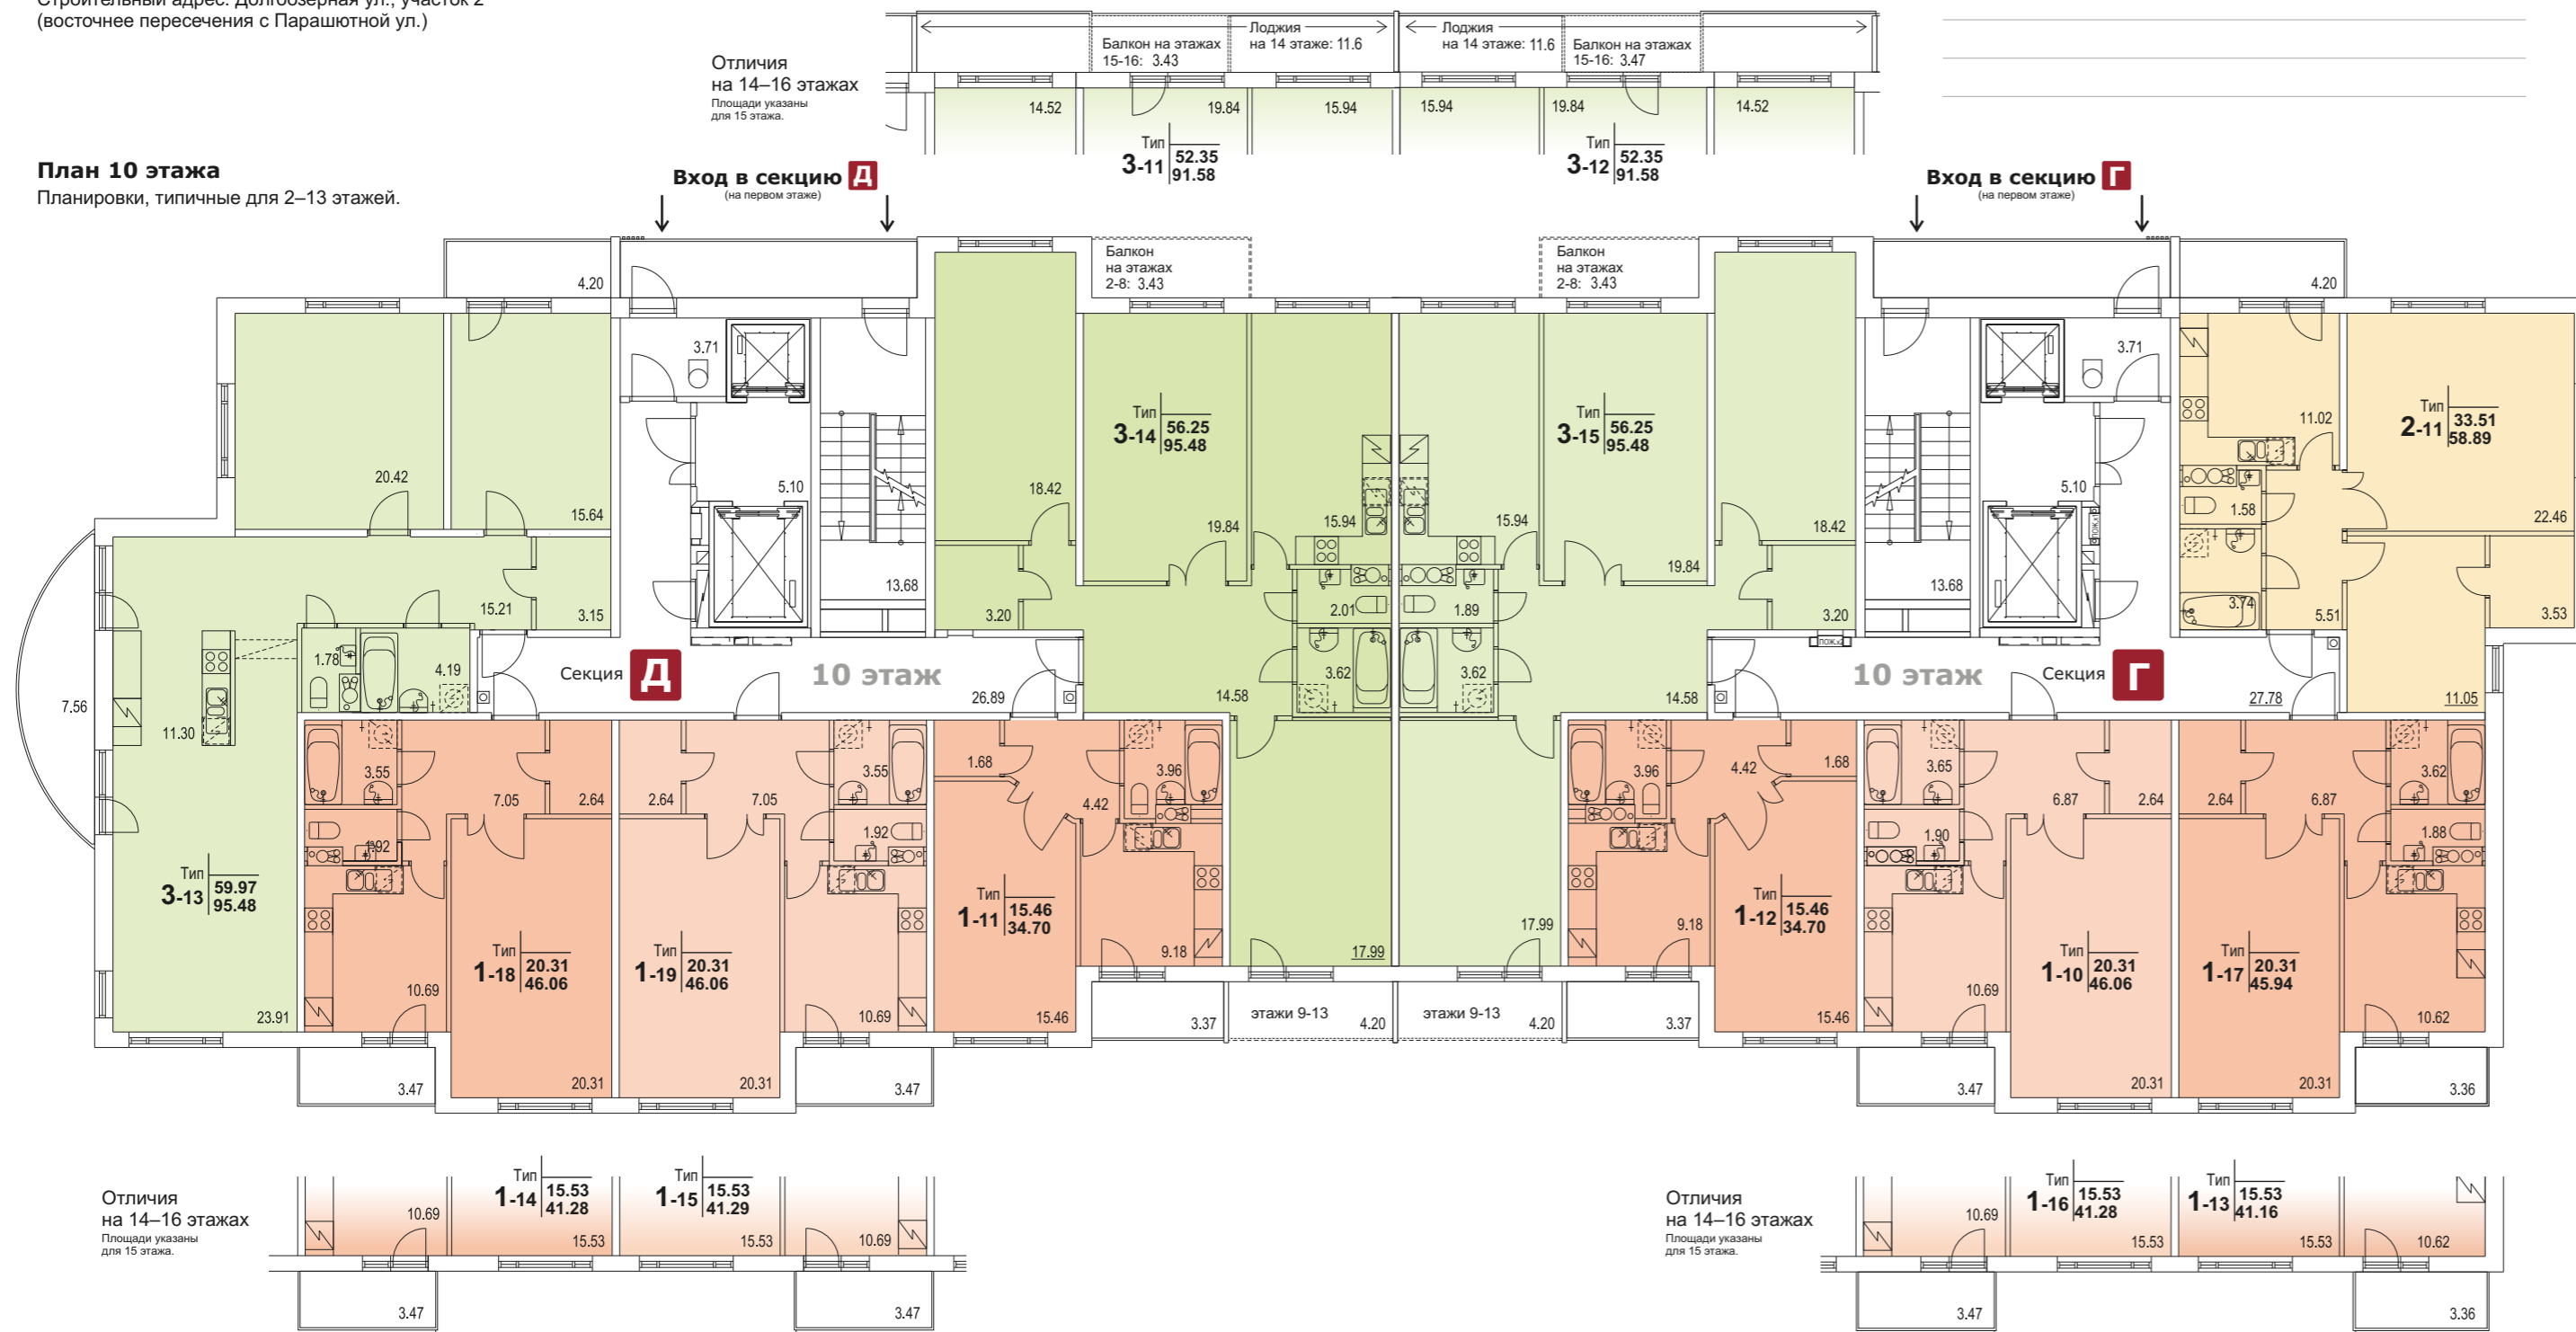 Строительный адрес: Долгоозерная ул., участок 2
(восточнее пересечения с Парашютной ул.)
Отличия
на 14–16 этажах
Площади указаны
для 15 этажа.
Лоджия
на 14 этаже: 11.6
Балкон на этажах
15-16: 3.43
Лоджия
на 14 этаже: 11.6
Балкон на этажах
15-16: 3.47
14.52
19.84
15.94
15.94
19.84
14.52
Тип
3-11
52.35
91.58
Тип
3-12
52.35
91.58
План 10 этажа
Планировки, типичные для 2–13 этажей.
Вход в секцию Д
(на первом этаже)
Вход в секцию Г
(на первом этаже)
4.20
Балкон
на этажах
2-8: 3.43
Балкон
на этажах
2-8: 3.43
4.20
3.71
3.71
Тип
3-14
56.25
95.48
Тип
3-15
56.25
95.48
11.02
Тип
2-11
33.51
58.89
20.42
15.64
5.10
18.42
19.84
15.94
15.94
19.84
18.42
5.10
ПОЖ.к1
1.58
22.46
15.21
3.15
13.68
3.20
2.01
1.89
3.20
13.68
3.74
5.51
3.53
ПОЖ.к2
1.78
4.19
Секция Д
10 этаж
26.89
14.58
3.62
3.62
14.58
10 этаж
Секция Г
27.78
11.05
7.56
11.30
3.55
7.05
2.64
2.64
7.05
3.55
1.68
4.42
3.96
3.96
4.42
1.68
3.65
6.87
2.64
2.64
6.87
3.62
1.92
1.92
1.90
1.88
Тип
3-13
59.97
95.48
Тип
1-18
20.31
46.06
Тип
1-19
20.31
46.06
Тип
1-11
15.46
34.70
Тип
1-12
15.46
34.70
Тип
1-10
20.31
46.06
Тип
1-17
20.31
45.94
9.18
17.99
17.99
9.18
23.91
10.69
10.69
15.46
15.46
10.69
10.62
3.37
этажи 9-13
4.20
этажи 9-13
4.20
3.37
3.47
20.31
20.31
3.47
3.47
20.31
20.31
3.36
Отличия
на 14–16 этажах
Площади указаны
для 15 этажа.
10.69
Тип
1-14
15.53
41.28
15.53
Тип
1-15
15.53
41.29
15.53
10.69
3.47
3.47
Отличия
на 14–16 этажах
Площади указаны
для 15 этажа.
10.69
Тип
1-16
15.53
41.28
15.53
Тип
1-13
15.53
41.16
15.53
10.62
3.47
3.36